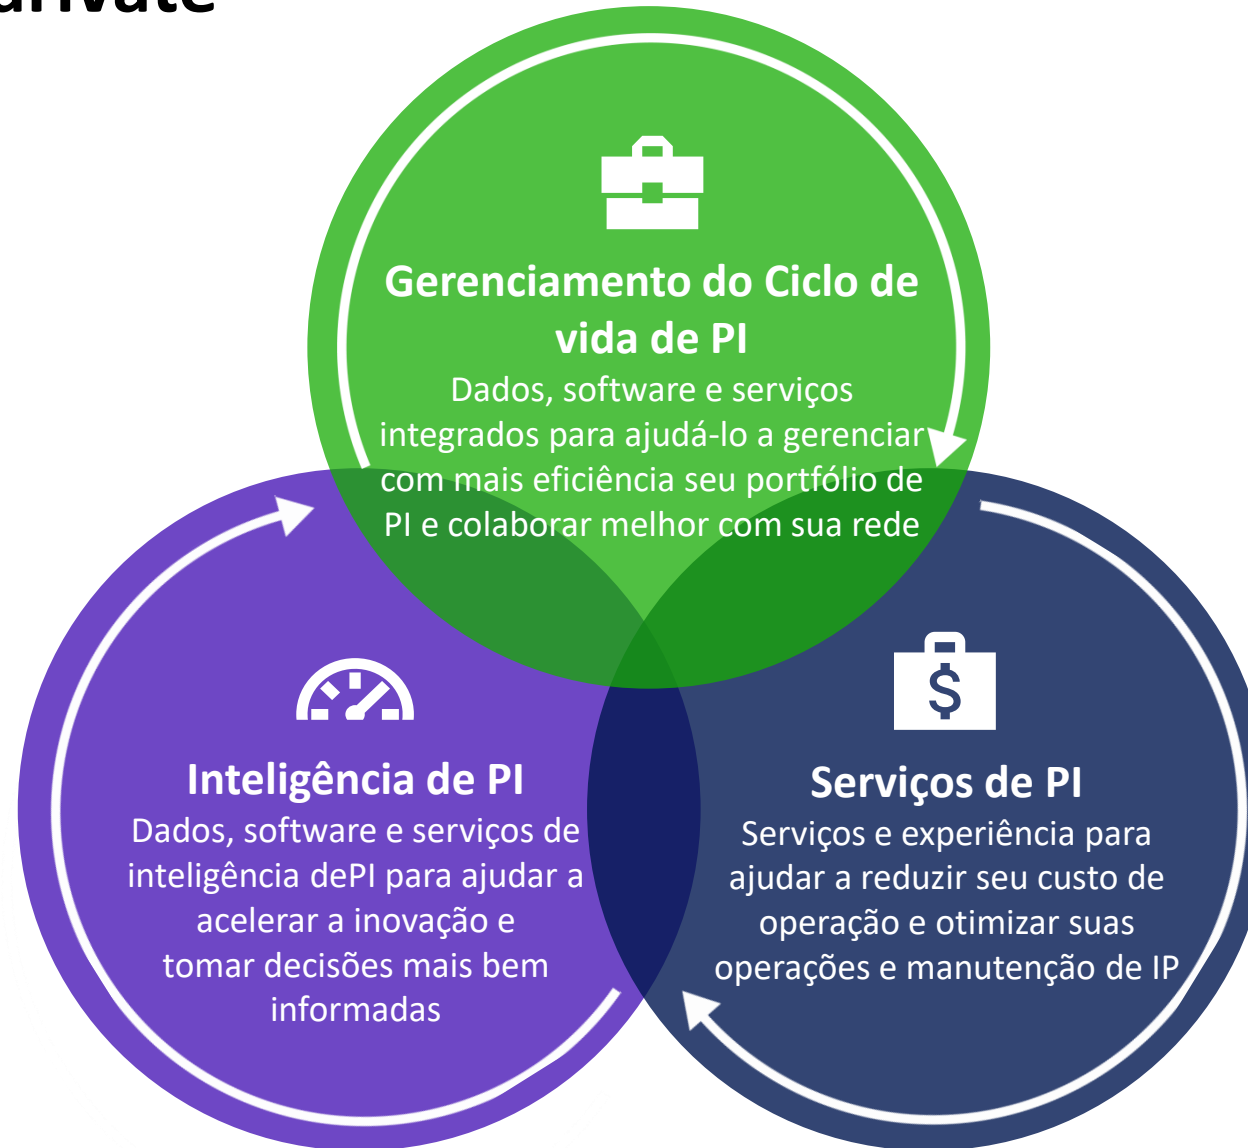 Gerenciamento do Ciclo de
vida de PI
Dados, software e serviços
integrados para ajudá-lo a gerenciar
com mais eficiência seu portfólio de
PI e colaborar melhor com sua rede
Inteligência de PI
Dados, software e serviços de
inteligência dePI para ajudar a
acelerar a inovação e
tomar decisões mais bem
informadas
$
Serviços de PI
Serviços e experiência para
ajudar a reduzir seu custo de
operação e otimizar suas
operações e manutenção de IP